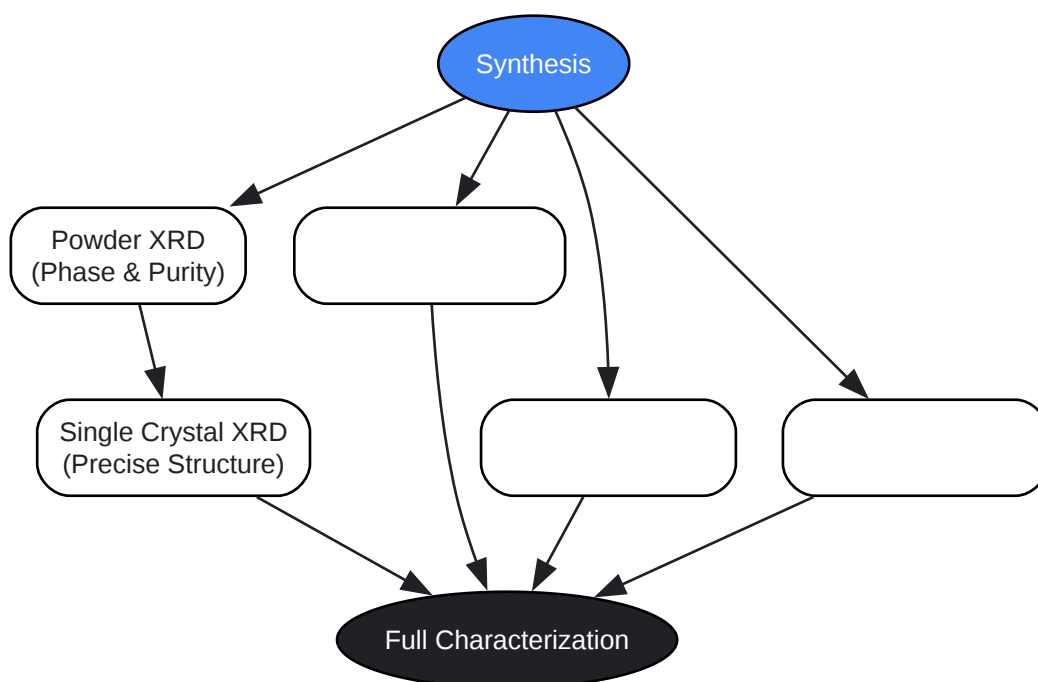 Synthesis
Powder XRD
(Phase & Purity)
Single Crystal XRD
(Precise Structure)
Full Characterization